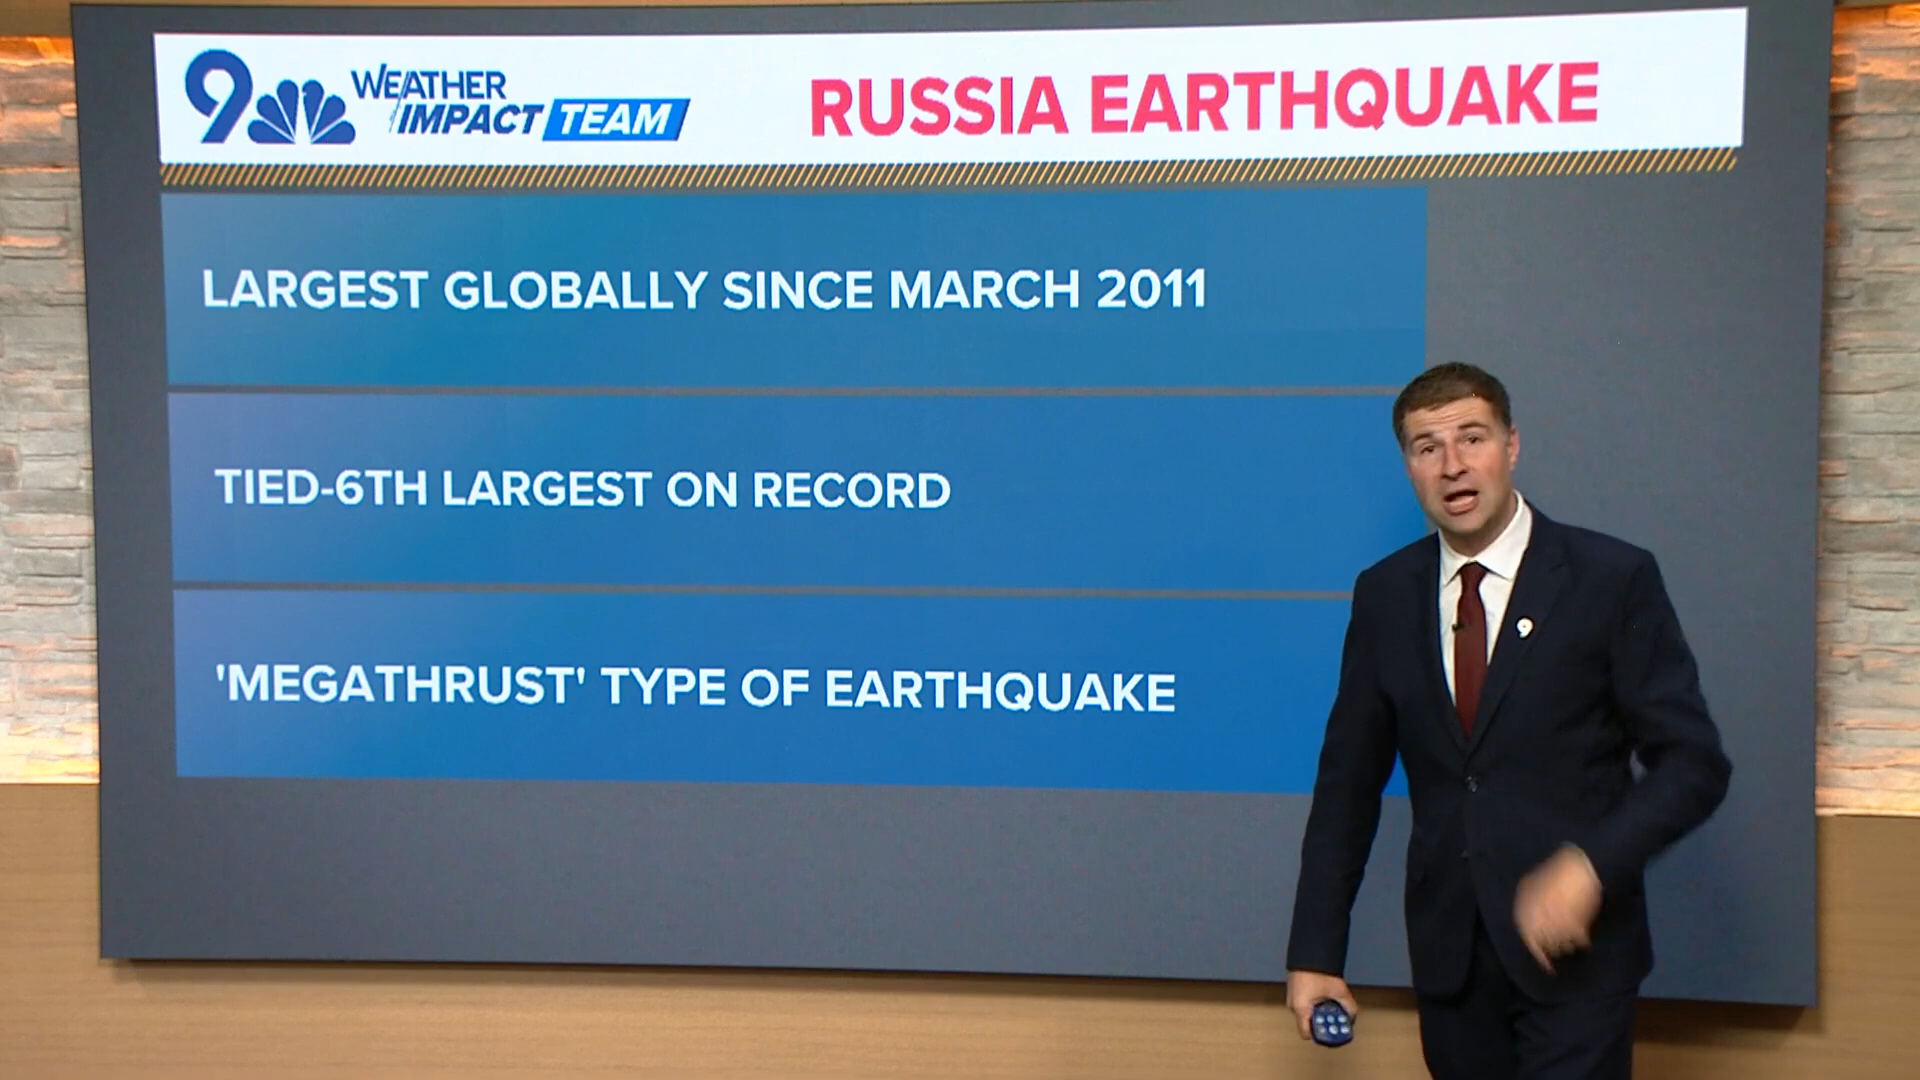 9 WEATHER
IMPACT TEAM
RUSSIA EARTHQUAKE
LARGEST GLOBALLY SINCE MARCH 2011
TIED-6TH LARGEST ON RECORD
'MEGATHRUST' TYPE OF EARTHQUAKE
9